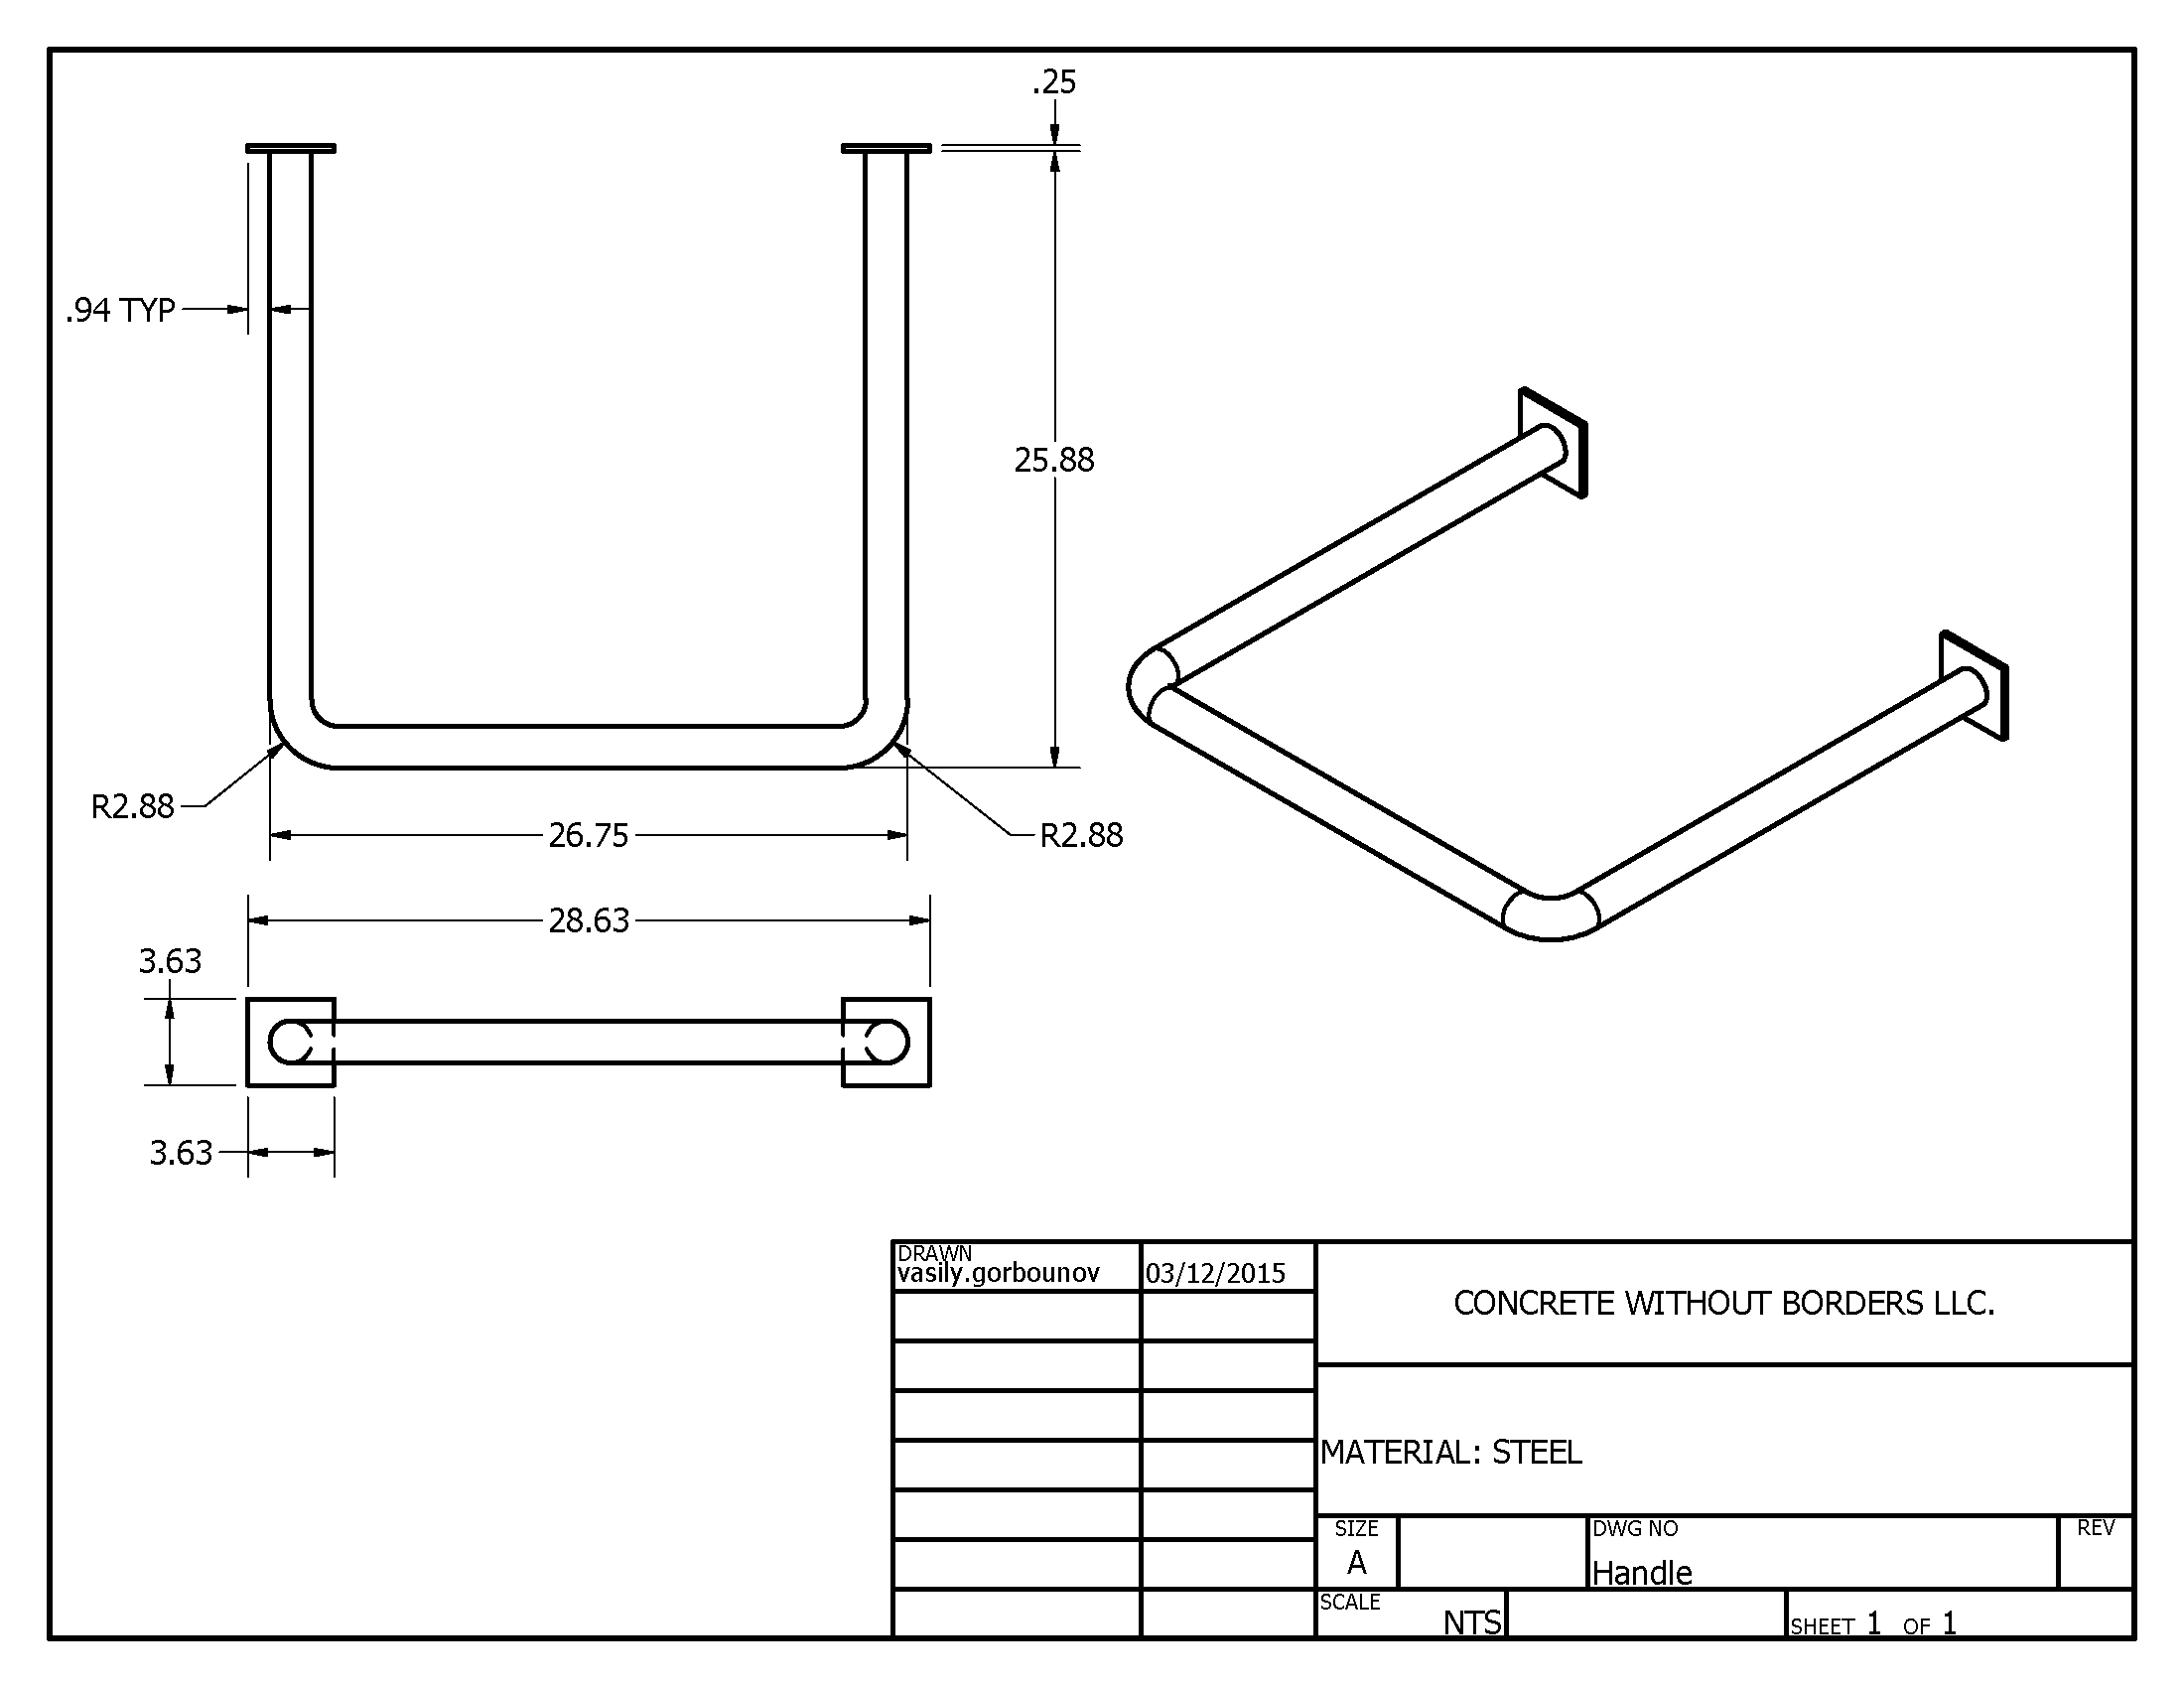 .25
.94 TYP
25.88
R2.88
26.75
R2.88
28.63
3.63
3.63
DRAWN
vasily.gorbounov
03/12/2015
CONCRETE WITHOUT BORDERS LLC.
MATERIAL: STEEL
SIZE
A
DWG NO
Handle
REV
SCALE
NTS
SHEET 1 OF 1